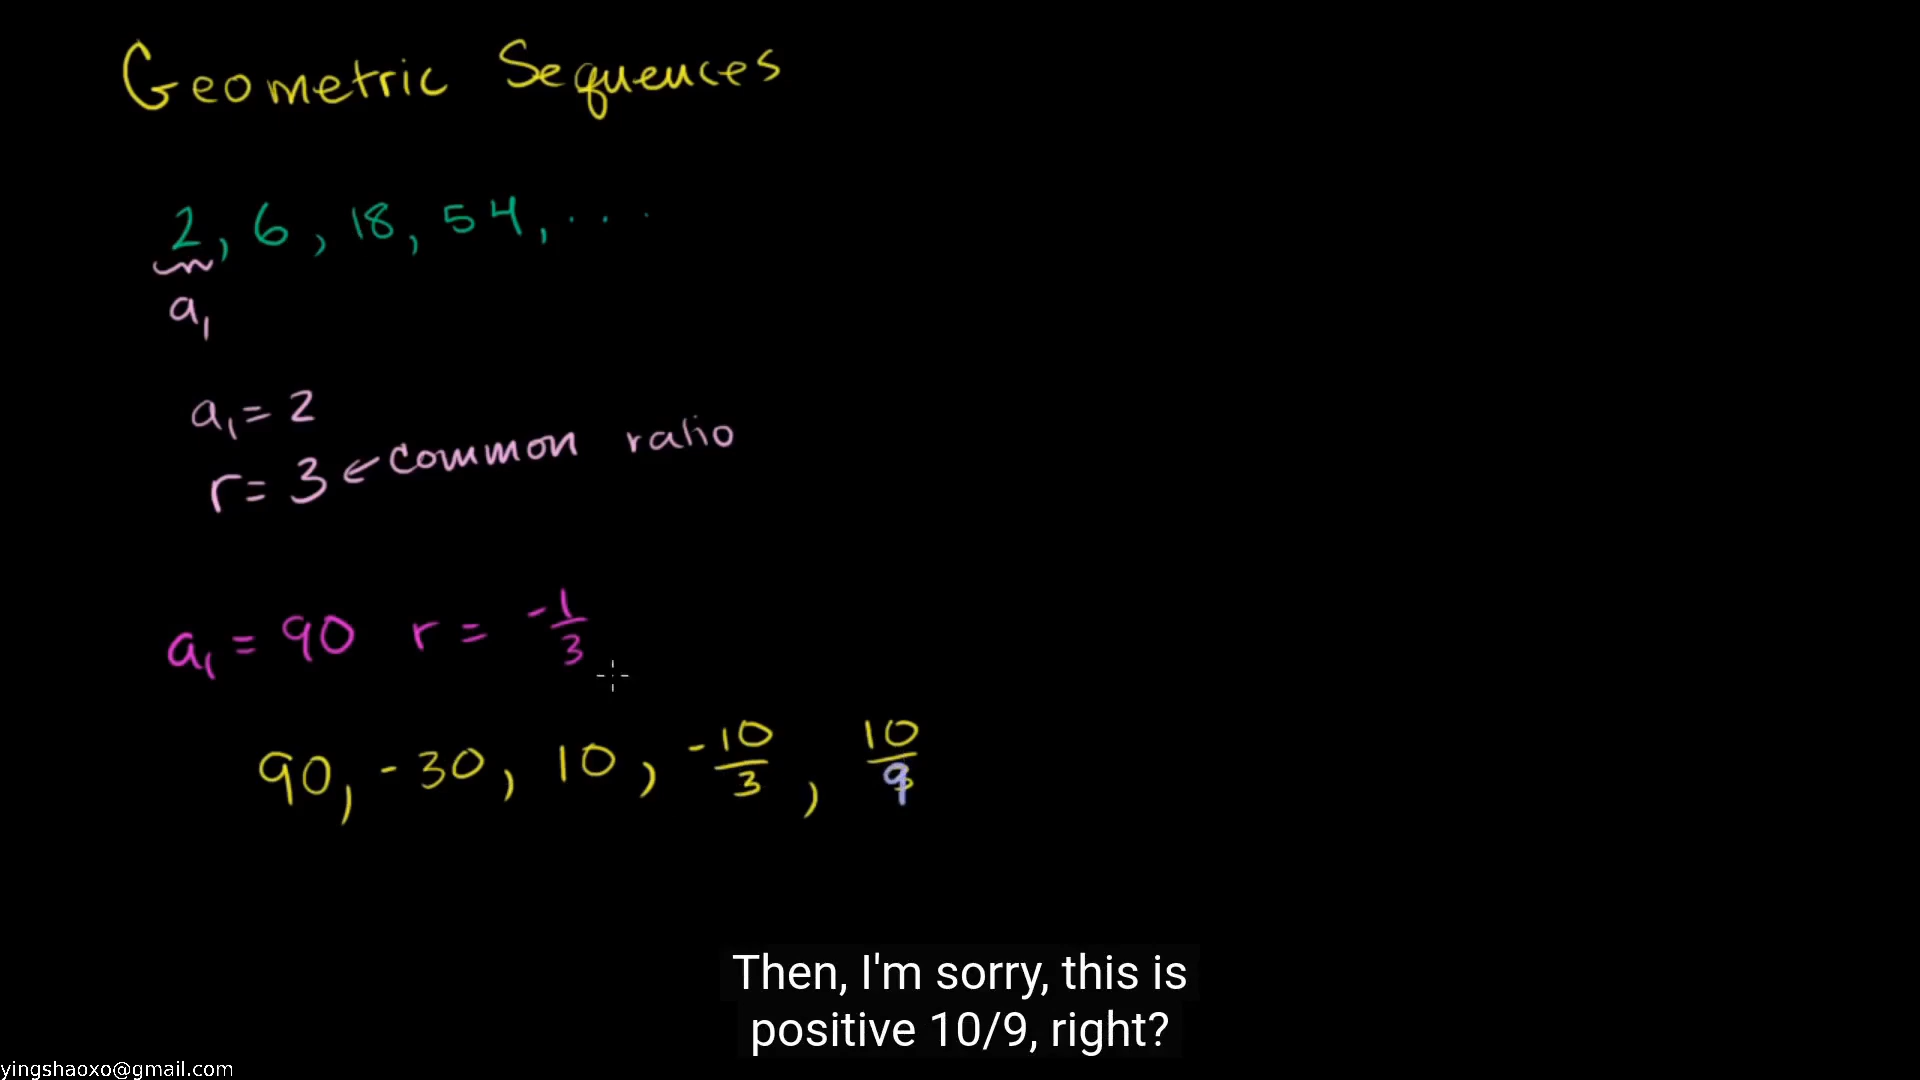 Geometric Sequences
2, 6, 18, 54, ...
a₁
a₁ = 2
r = 3 ← common ratio
a₁ = 90 r = -1/3
90, -30, 10, -10/3, 10/9
Then, I'm sorry, this is
positive 10/9, right?
yingshaoxo@gmail.com